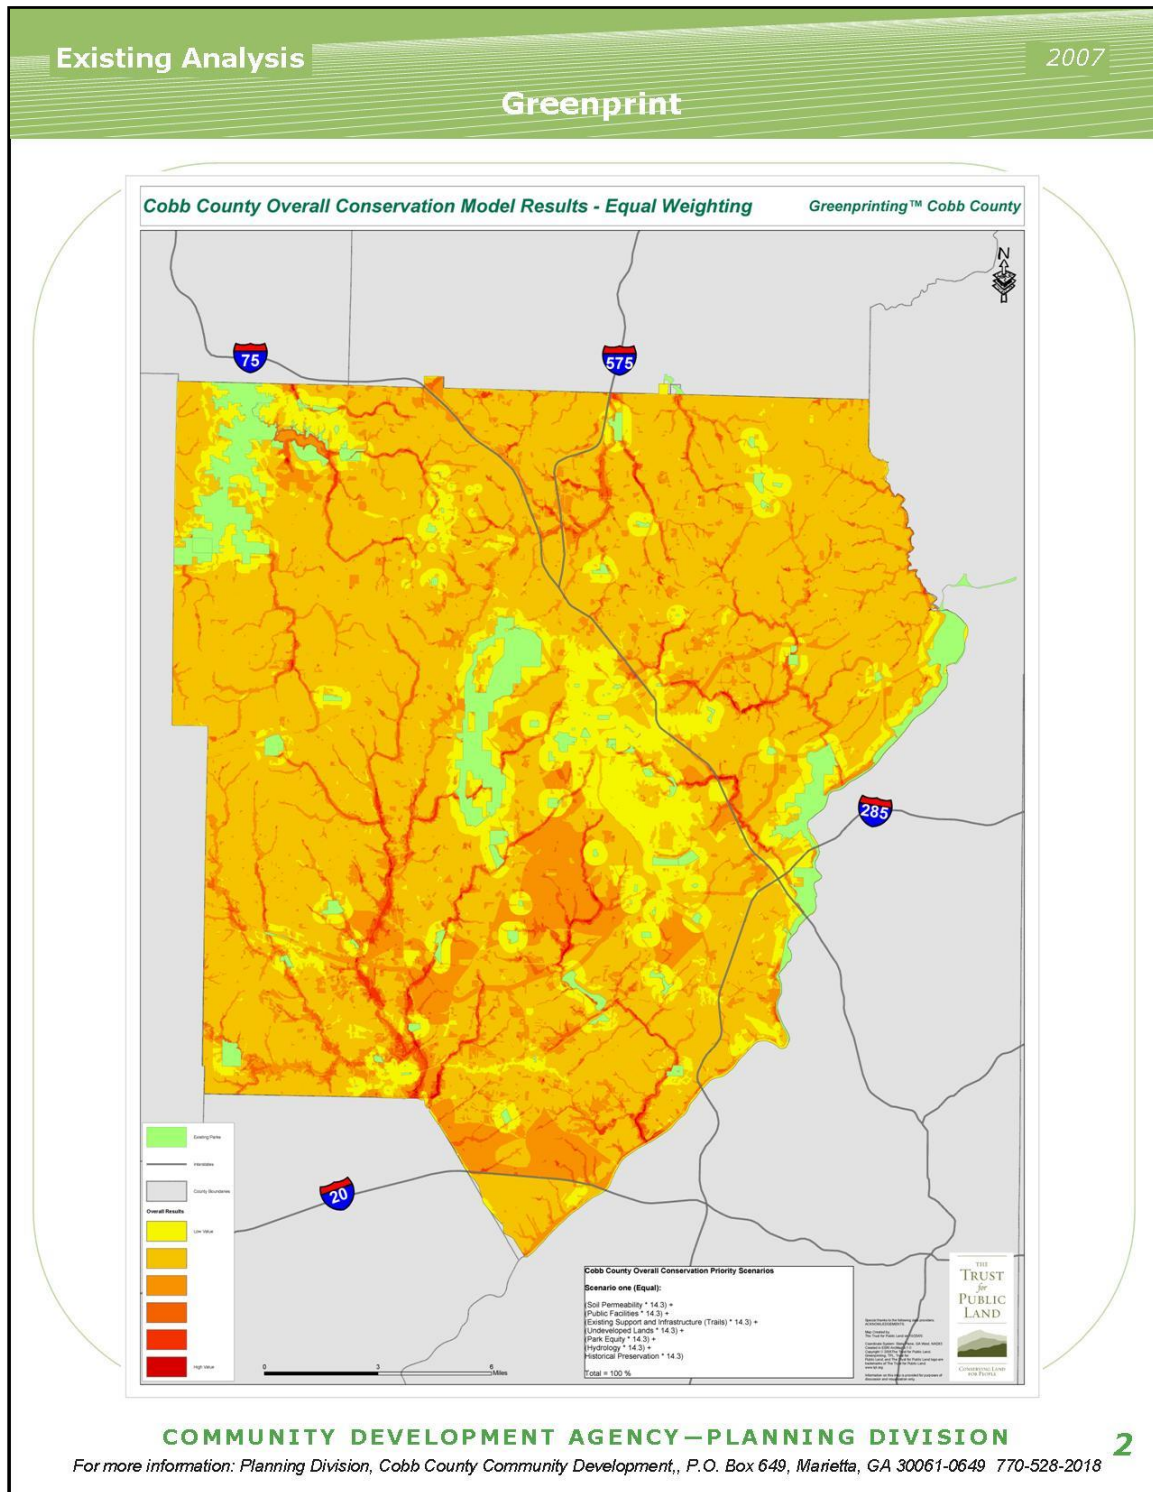 Existing Analysis
2007
Greenprint
Cobb County Overall Conservation Model Results - Equal Weighting
Greenprinting™ Cobb County
N
75
575
285
20
Existing Parks
Interstates
County Boundaries
Overall Results
Low Value
High Value
0 3 6
Miles
Cobb County Overall Conservation Priority Scenarios
Scenario one (Equal):
(Soil Permeability * 14.3) +
(Public Facilities * 14.3) +
(Existing Support and Infrastructure (Trails) * 14.3) +
(Undeveloped Lands * 14.3) +
(Park Equity * 14.3) +
(Hydrology * 14.3) +
Historical Preservation * 14.3)
Total = 100 %
THE
TRUST
for
PUBLIC
LAND
CONSERVING LAND
FOR PEOPLE
COMMUNITY DEVELOPMENT AGENCY—PLANNING DIVISION
2
For more information: Planning Division, Cobb County Community Development,, P.O. Box 649, Marietta, GA 30061-0649 770-528-2018